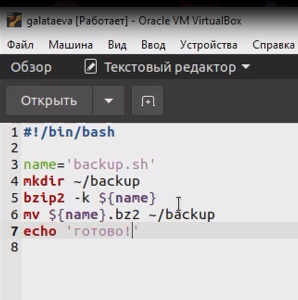 galataeva [Работает] - Oracle VM VirtualBox
Файл Машина Вид Ввод Устройства Справка
Обзор Текстовый редактор
Открыть
1 #!/bin/bash
2
3 name='backup.sh'
4 mkdir ~/backup
5 bzip2 -k ${name}
6 mv ${name}.bz2 ~/backup
7 echo 'готово!'
8